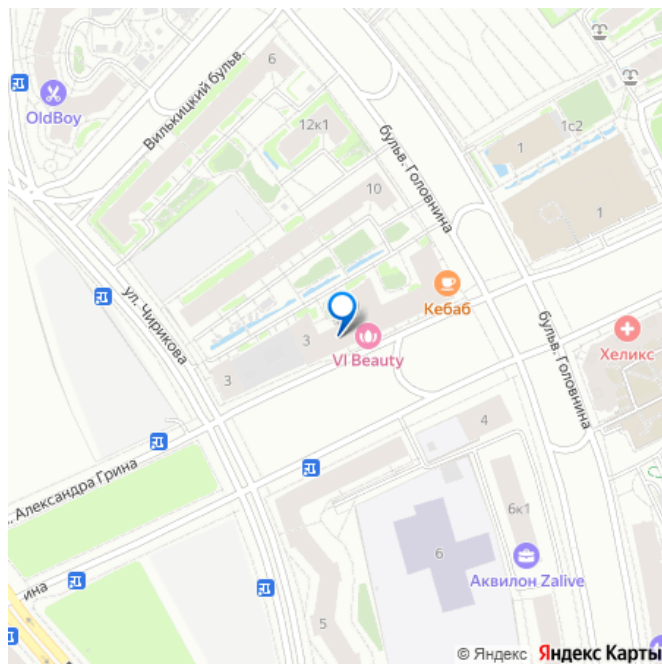 6
OldBoy
Вилькицкий бульв.
12к1
1с2
1
бульв. Головнина
10
1
ул. Чирикова
Кебаб
3
VI Beauty
3
бульв. Головнина
Хеликс
4
. Александра Грина
6к1
6
Аквилон Zalive
ина
5
© Яндекс Яндекс Карты